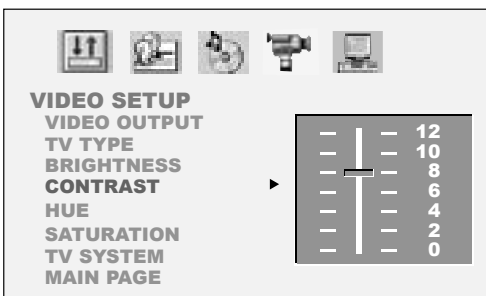 VIDEO SETUP
VIDEO OUTPUT
TV TYPE
BRIGHTNESS
CONTRAST
HUE
SATURATION
TV SYSTEM
MAIN PAGE
12
10
8
6
4
2
0